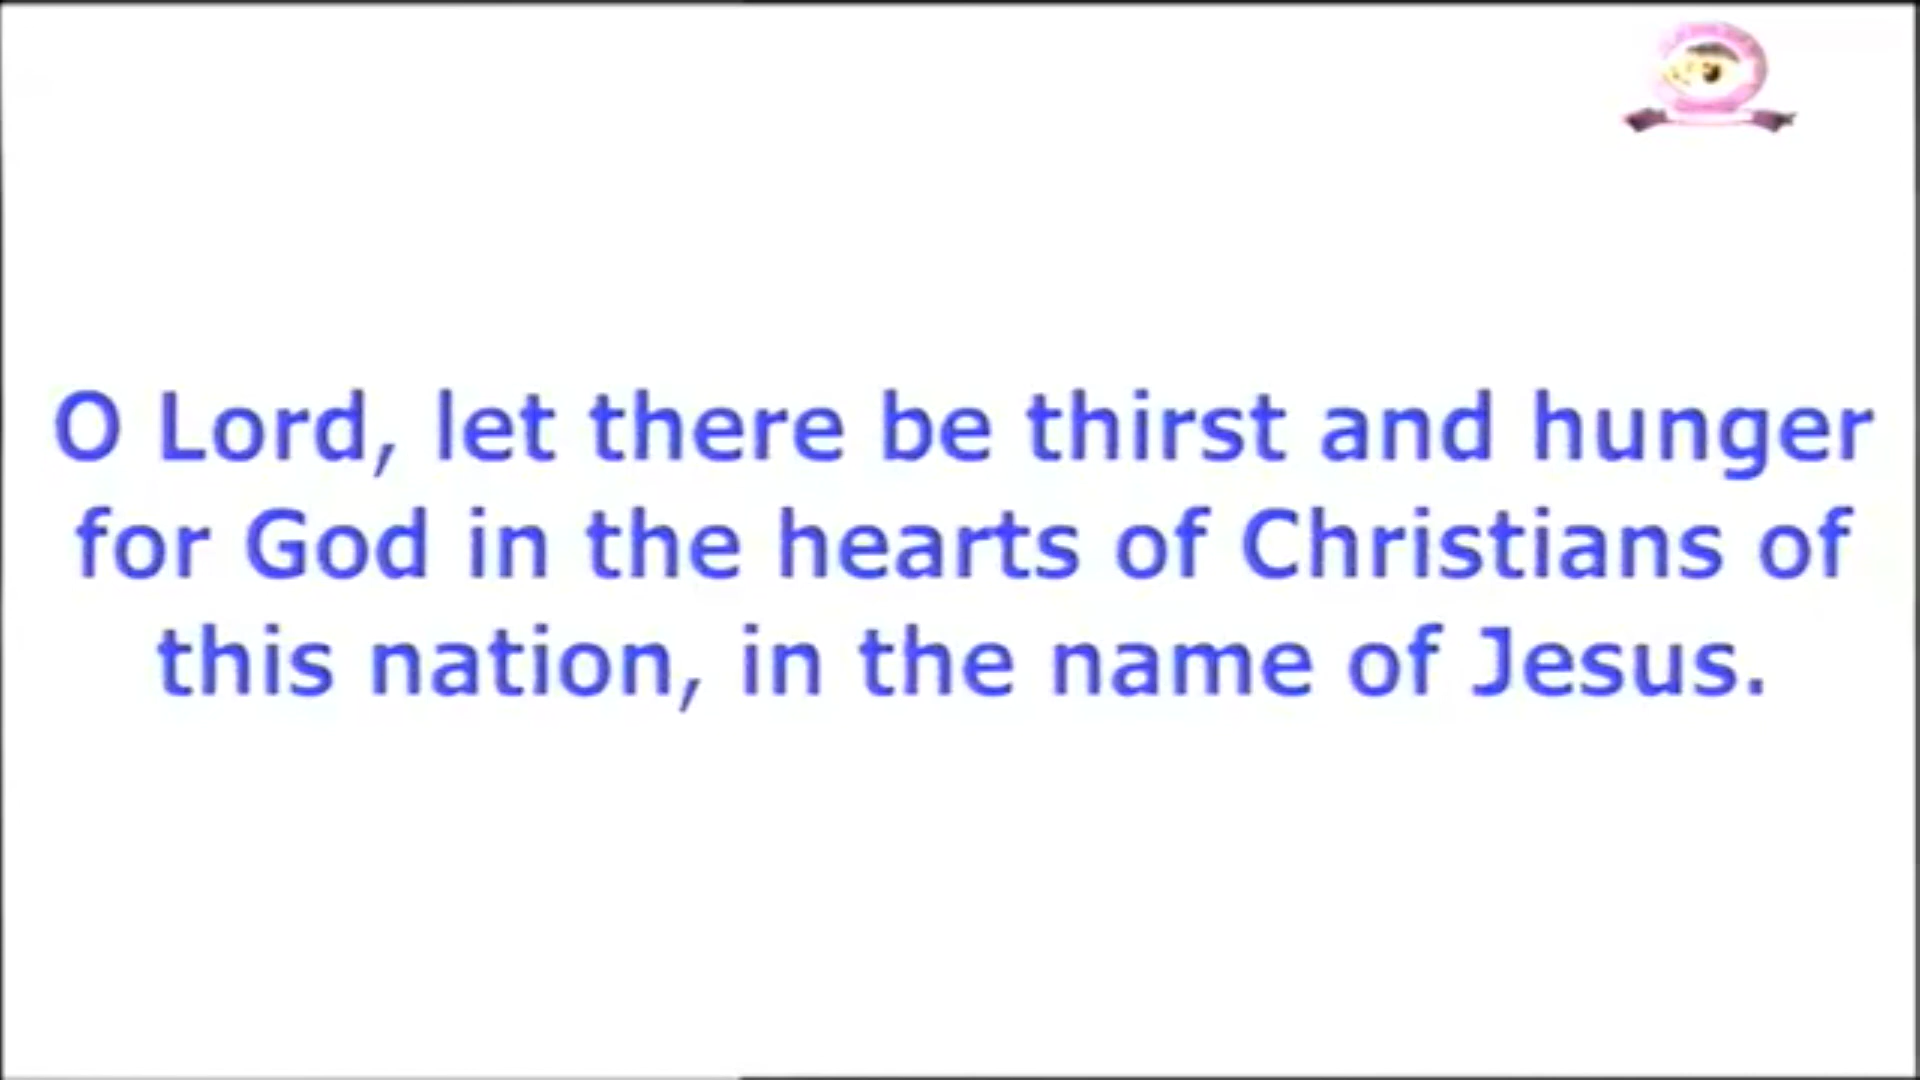 O Lord, let there be thirst and hunger
for God in the hearts of Christians of
this nation, in the name of Jesus.